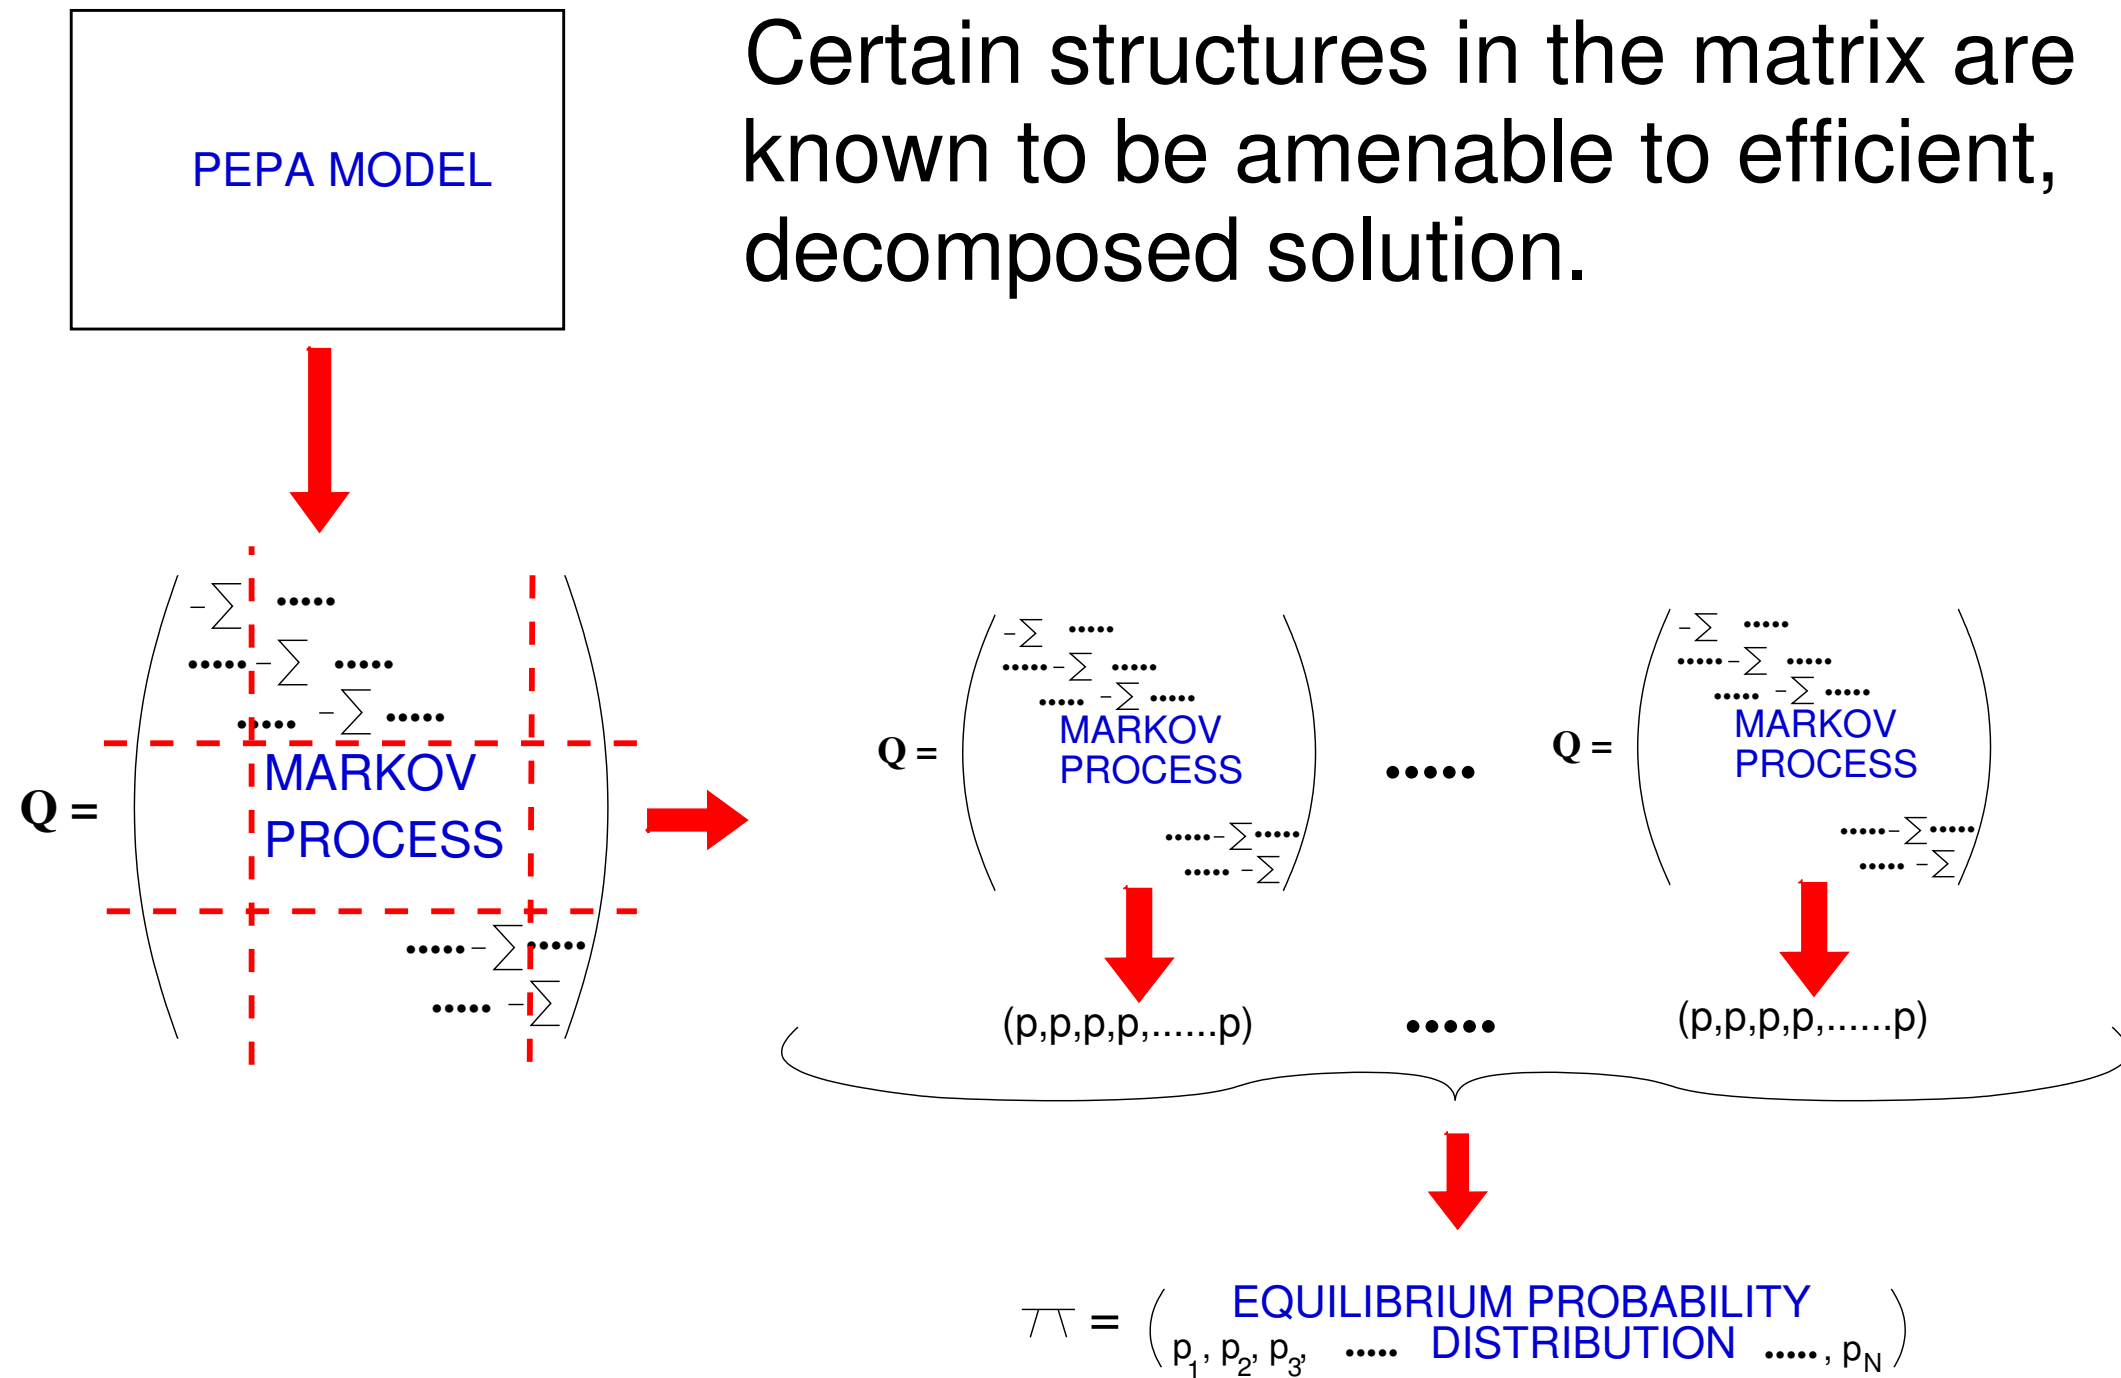 Certain structures in the matrix are
known to be amenable to efficient,
decomposed solution.
PEPA MODEL
-∑ •••••
••••• -∑ •••••
••••• -∑ •••••
Q =
MARKOV
PROCESS
••••• -∑ •••••
••••• -∑
-∑ •••••
••••• -∑ •••••
••••• -∑ •••••
Q =
MARKOV
PROCESS
••••• -∑ •••••
••••• -∑
•••••
-∑ •••••
••••• -∑ •••••
••••• -∑ •••••
Q =
MARKOV
PROCESS
••••• -∑ •••••
••••• -∑
(p,p,p,p,......p)
•••••
(p,p,p,p,......p)
π = ( EQUILIBRIUM PROBABILITY
p₁, p₂, p₃, ••••• DISTRIBUTION •••••, p_N )